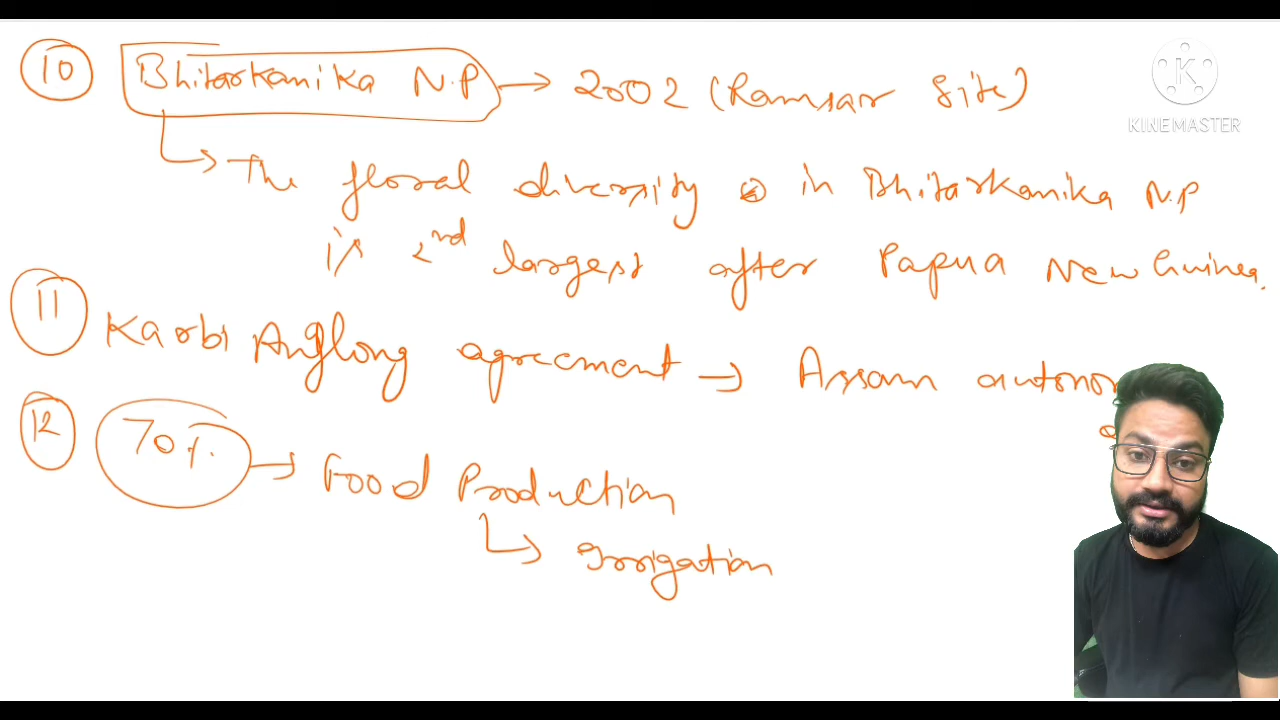 10 Bhitarkanika N.P → 2002 (Ramsar Site)
KINEMASTER
↳ The floral diversity in Bhitarkanika N.P
is 2nd largest after Papua New Guinea.
11 Karbi Anglong agreement → Assam autono
12 70%. → Food Production
↳ Irrigation